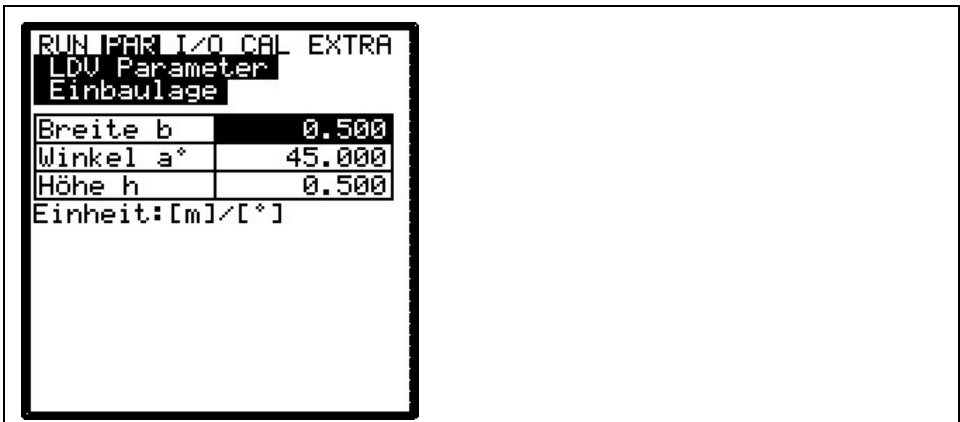 RUN PAR I/O CAL EXTRA
LDV Parameter
Einbaulage
Breite b 0.500
Winkel a° 45.000
Höhe h 0.500
Einheit:[m]/[°]